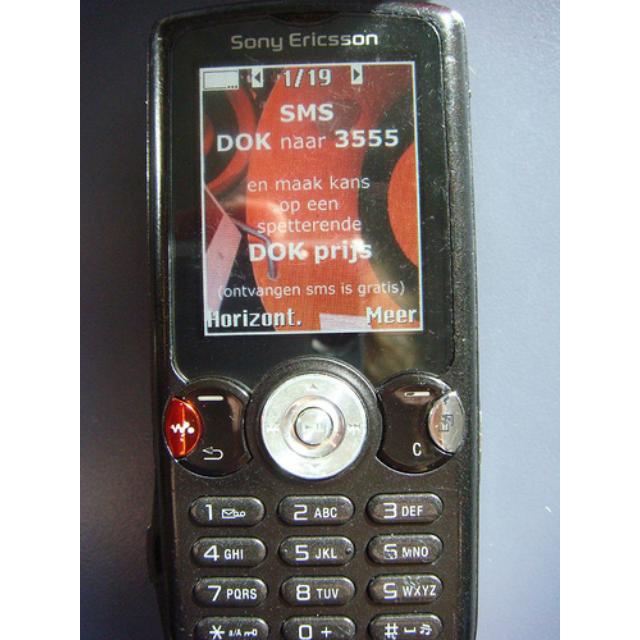 Sony Ericsson
1/19
SMS
DOK naar 3555
en maak kans
op een
spetterende
DOK prijs
(ontvangen sms is gratis)
Horizont. Meer
C
1 2 ABC 3 DEF
4 GHI 5 JKL 6 MNO
7 PQRS 8 TUV 9 WXYZ
* a/A 0 + #